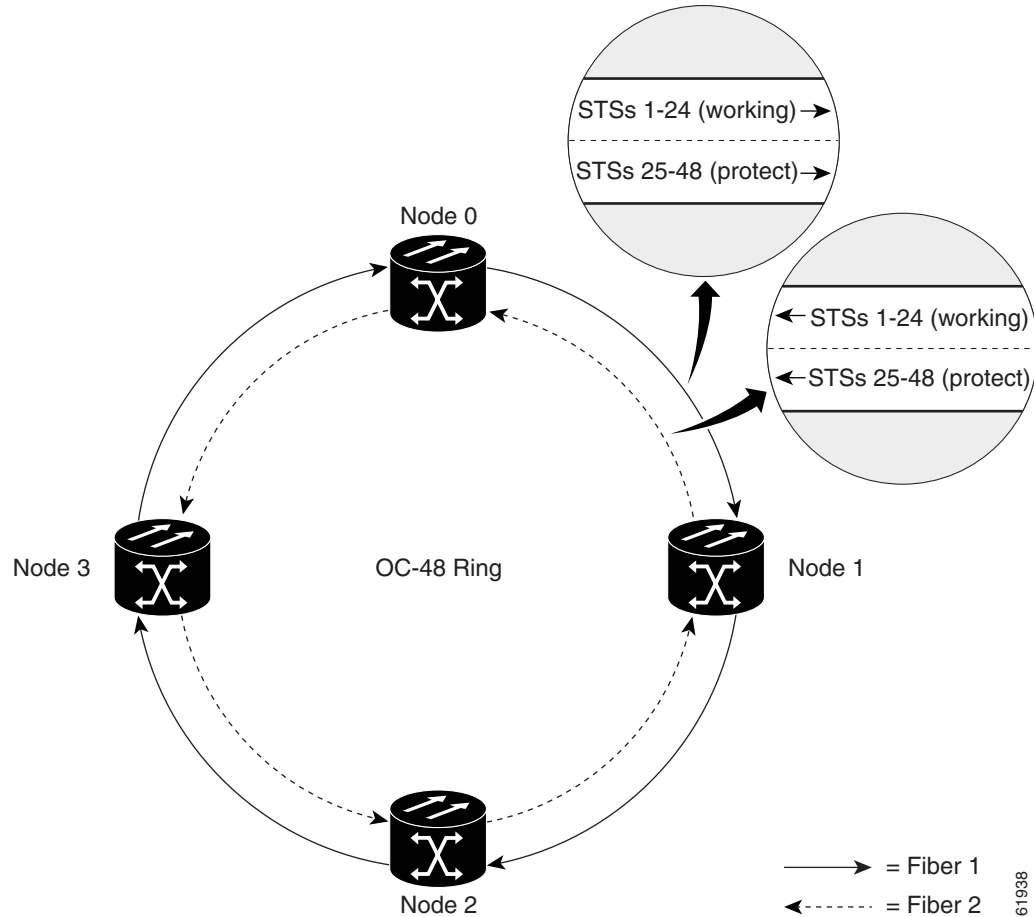 STSs 1-24 (working)
STSs 25-48 (protect)
Node 0
STSs 1-24 (working)
STSs 25-48 (protect)
Node 3
OC-48 Ring
Node 1
= Fiber 1
Node 2
= Fiber 2
61938